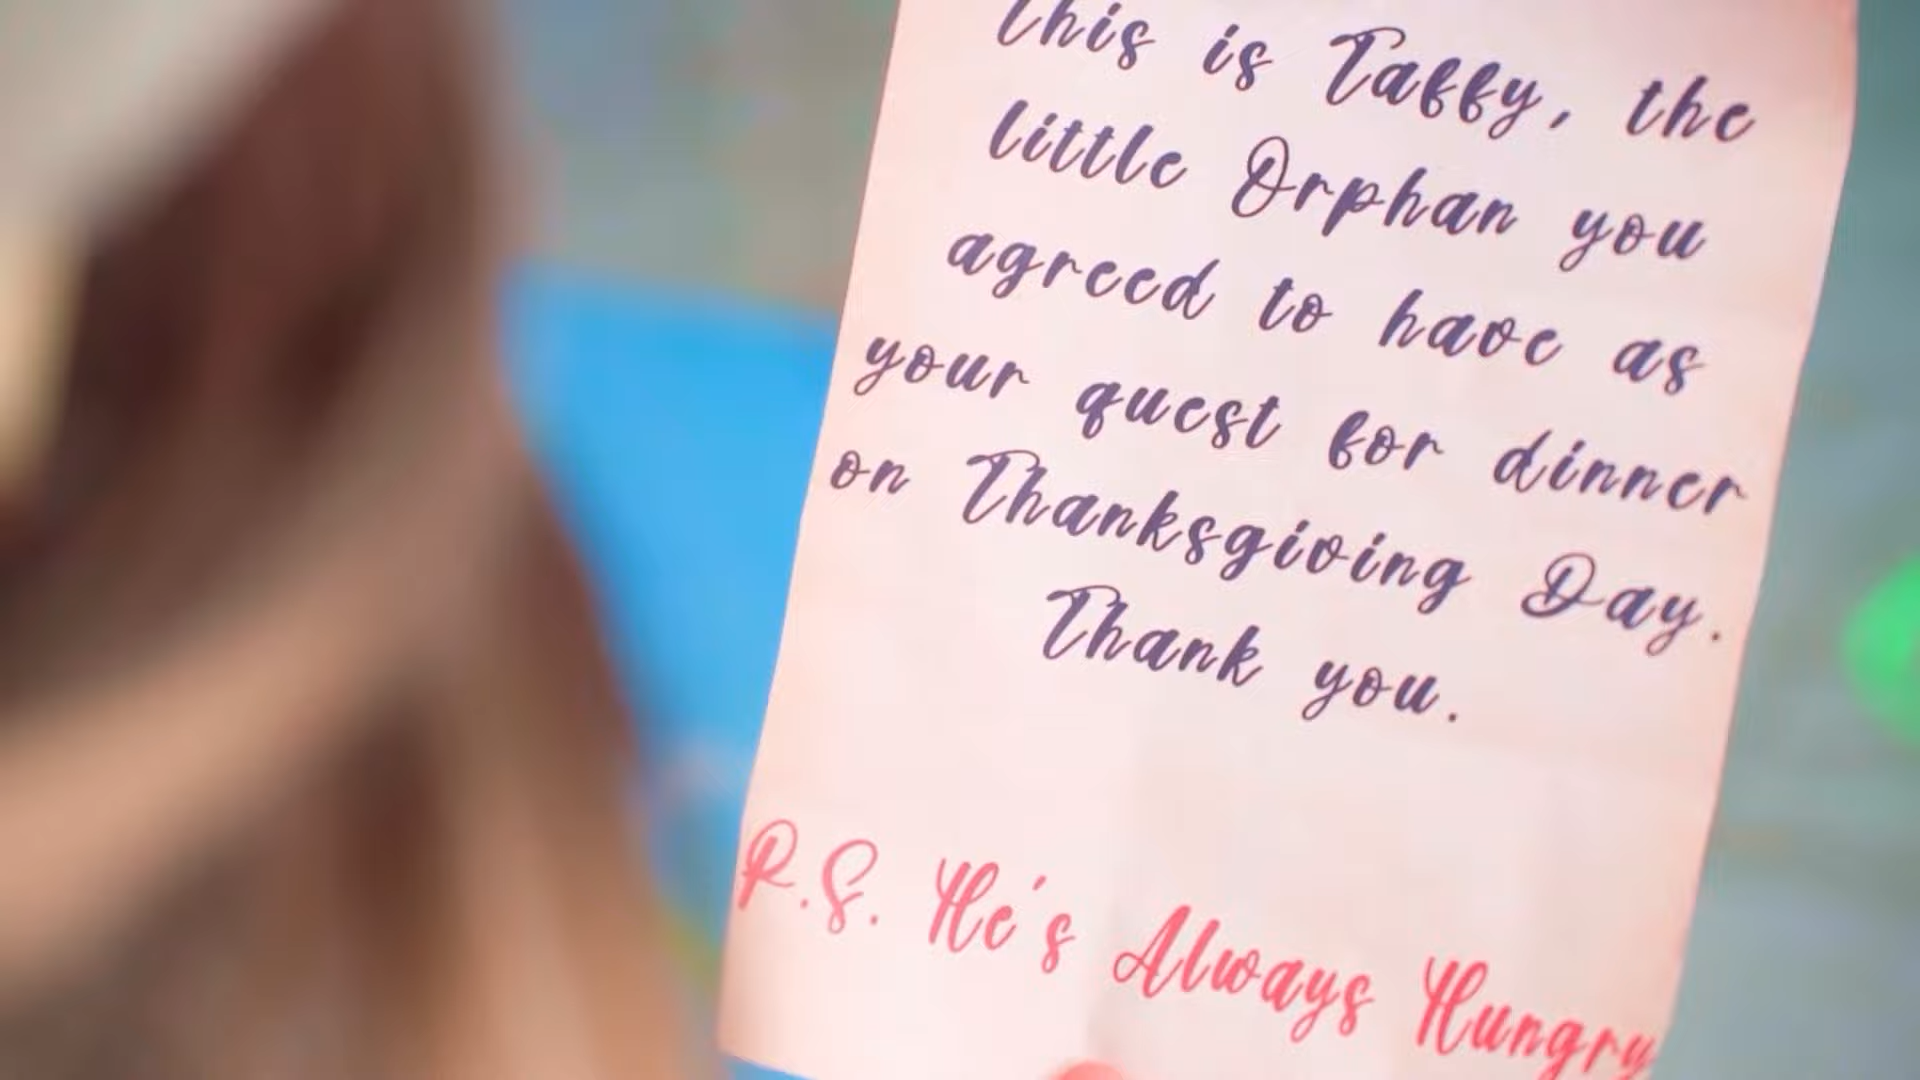 this is Taffy, the
little Orphan you
agreed to have as
your quest for dinner
on Thanksgiving Day.
Thank you.
P.S. He's Always Hungry